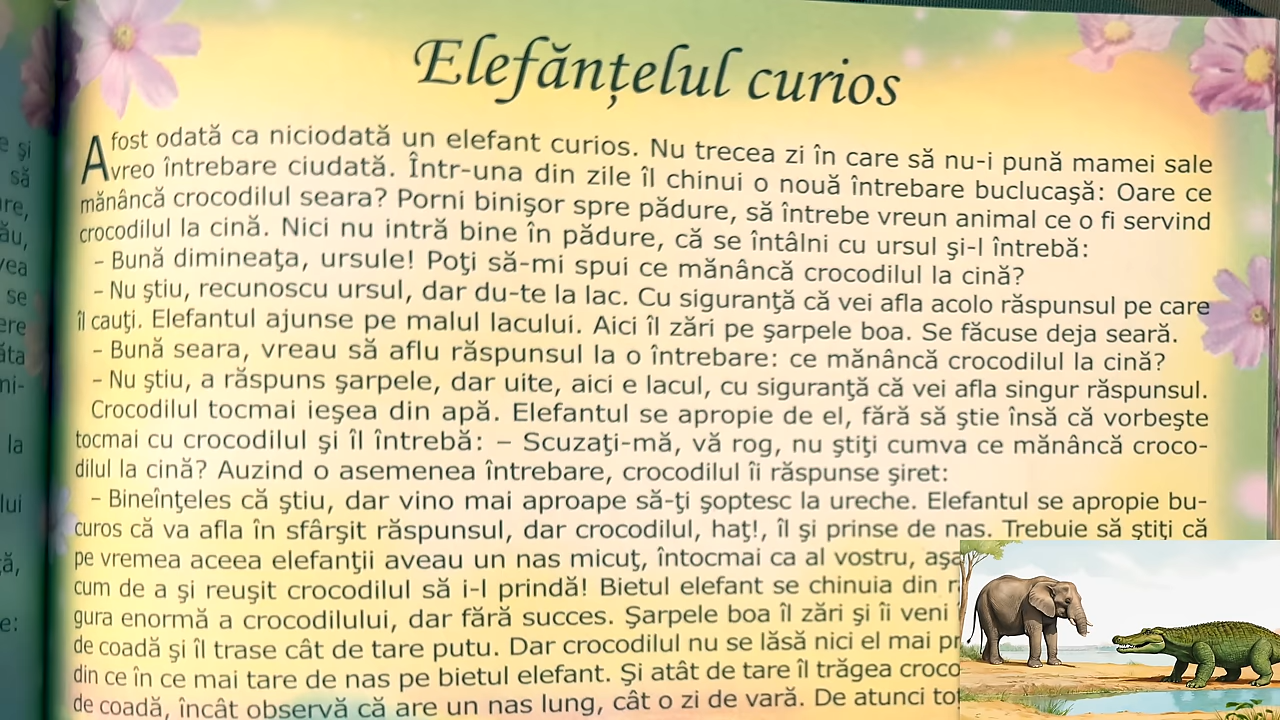 Elefănțelul curios
A fost odată ca niciodată un elefant curios. Nu trecea zi în care să nu-i pună mamei sale
vreo întrebare ciudată. Într-una din zile îl chinui o nouă întrebare buclucaşă: Oare ce
mănâncă crocodilul seara? Porni binişor spre pădure, să întrebe vreun animal ce o fi servind
crocodilul la cină. Nici nu intră bine în pădure, că se întâlni cu ursul şi-l întrebă:
– Bună dimineaţa, ursule! Poţi să-mi spui ce mănâncă crocodilul la cină?
– Nu ştiu, recunoscu ursul, dar du-te la lac. Cu siguranţă că vei afla acolo răspunsul pe care
îl cauţi. Elefantul ajunse pe malul lacului. Aici îl zări pe şarpele boa. Se făcuse deja seară.
– Bună seara, vreau să aflu răspunsul la o întrebare: ce mănâncă crocodilul la cină?
– Nu ştiu, a răspuns şarpele, dar uite, aici e lacul, cu siguranţă că vei afla singur răspunsul.
Crocodilul tocmai ieşea din apă. Elefantul se apropie de el, fără să ştie însă că vorbeşte
tocmai cu crocodilul şi îl întrebă: – Scuzaţi-mă, vă rog, nu ştiţi cumva ce mănâncă croco-
dilul la cină? Auzind o asemenea întrebare, crocodilul îi răspunse şiret:
– Bineînţeles că ştiu, dar vino mai aproape să-ţi şoptesc la ureche. Elefantul se apropie bu-
curos că va afla în sfârşit răspunsul, dar crocodilul, haţ!, îl şi prinse de nas. Trebuie să ştiţi că
pe vremea aceea elefanţii aveau un nas micuţ, întocmai ca al vostru,
cum de a şi reuşit crocodilul să i-l prindă! Bietul elefant se chinuia din
gura enormă a crocodilului, dar fără succes. Şarpele boa îl zări şi îi veni
de coadă şi îl trase cât de tare putu. Dar crocodilul nu se lăsă nici el mai
din ce în ce mai tare de nas pe bietul elefant. Şi atât de tare îl trăgea
de coadă, încât observă că are un nas lung, cât o zi de vară. De atunci